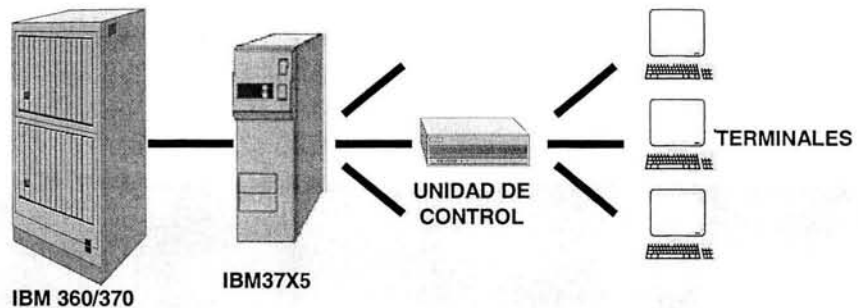 TERMINALES
UNIDAD DE
CONTROL
IBM37X5
IBM 360/370